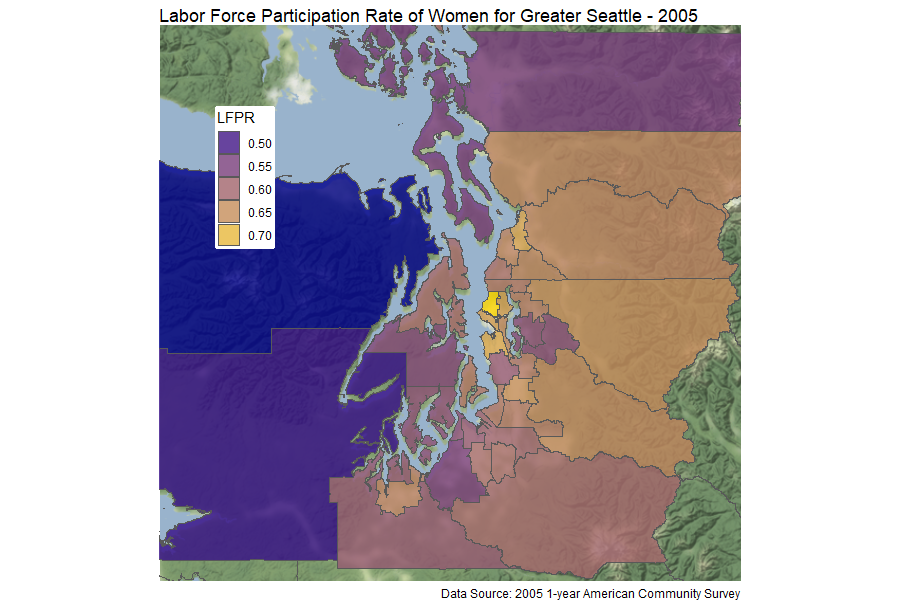 Labor Force Participation Rate of Women for Greater Seattle - 2005
LFPR
0.50
0.55
0.60
0.65
0.70
Data Source: 2005 1-year American Community Survey